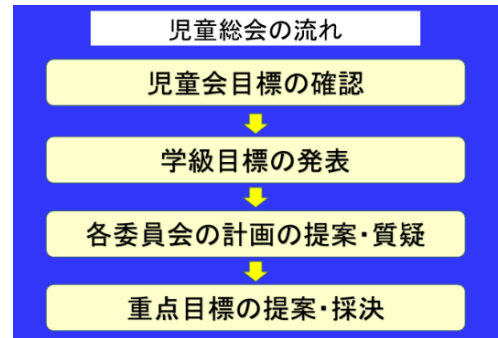 児童総会の流れ
児童会目標の確認
学級目標の発表
各委員会の計画の提案・質疑
重点目標の提案・採決